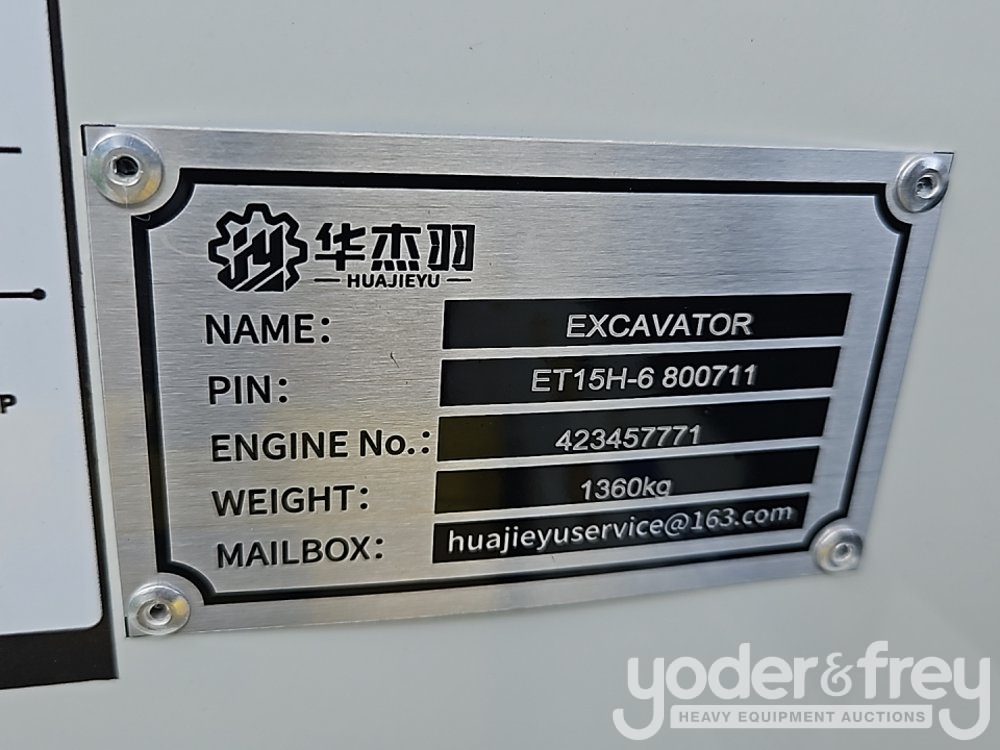 华杰羽
HUAJIEYU
NAME: EXCAVATOR
PIN: ET15H-6 800711
ENGINE No.: 423457771
WEIGHT: 1360kg
MAILBOX: huajieyuservice@163.com
P
yoder&frey
HEAVY EQUIPMENT AUCTIONS